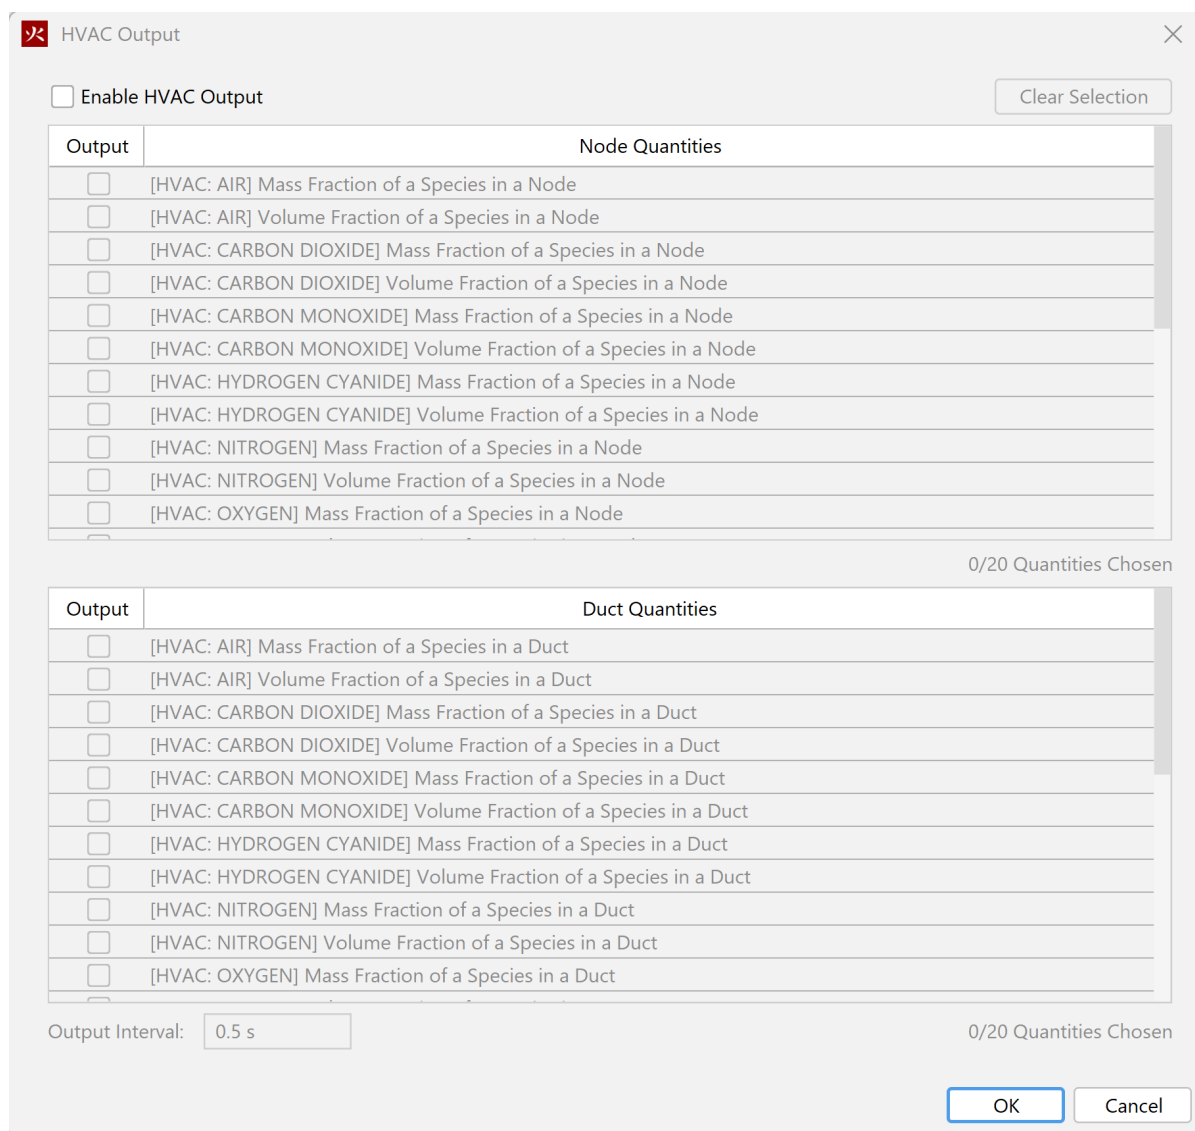 火 HVAC Output
Enable HVAC Output
Clear Selection
Output Node Quantities
[HVAC: AIR] Mass Fraction of a Species in a Node
[HVAC: AIR] Volume Fraction of a Species in a Node
[HVAC: CARBON DIOXIDE] Mass Fraction of a Species in a Node
[HVAC: CARBON DIOXIDE] Volume Fraction of a Species in a Node
[HVAC: CARBON MONOXIDE] Mass Fraction of a Species in a Node
[HVAC: CARBON MONOXIDE] Volume Fraction of a Species in a Node
[HVAC: HYDROGEN CYANIDE] Mass Fraction of a Species in a Node
[HVAC: HYDROGEN CYANIDE] Volume Fraction of a Species in a Node
[HVAC: NITROGEN] Mass Fraction of a Species in a Node
[HVAC: NITROGEN] Volume Fraction of a Species in a Node
[HVAC: OXYGEN] Mass Fraction of a Species in a Node
0/20 Quantities Chosen
Output Duct Quantities
[HVAC: AIR] Mass Fraction of a Species in a Duct
[HVAC: AIR] Volume Fraction of a Species in a Duct
[HVAC: CARBON DIOXIDE] Mass Fraction of a Species in a Duct
[HVAC: CARBON DIOXIDE] Volume Fraction of a Species in a Duct
[HVAC: CARBON MONOXIDE] Mass Fraction of a Species in a Duct
[HVAC: CARBON MONOXIDE] Volume Fraction of a Species in a Duct
[HVAC: HYDROGEN CYANIDE] Mass Fraction of a Species in a Duct
[HVAC: HYDROGEN CYANIDE] Volume Fraction of a Species in a Duct
[HVAC: NITROGEN] Mass Fraction of a Species in a Duct
[HVAC: NITROGEN] Volume Fraction of a Species in a Duct
[HVAC: OXYGEN] Mass Fraction of a Species in a Duct
Output Interval: 0.5 s
0/20 Quantities Chosen
OK
Cancel